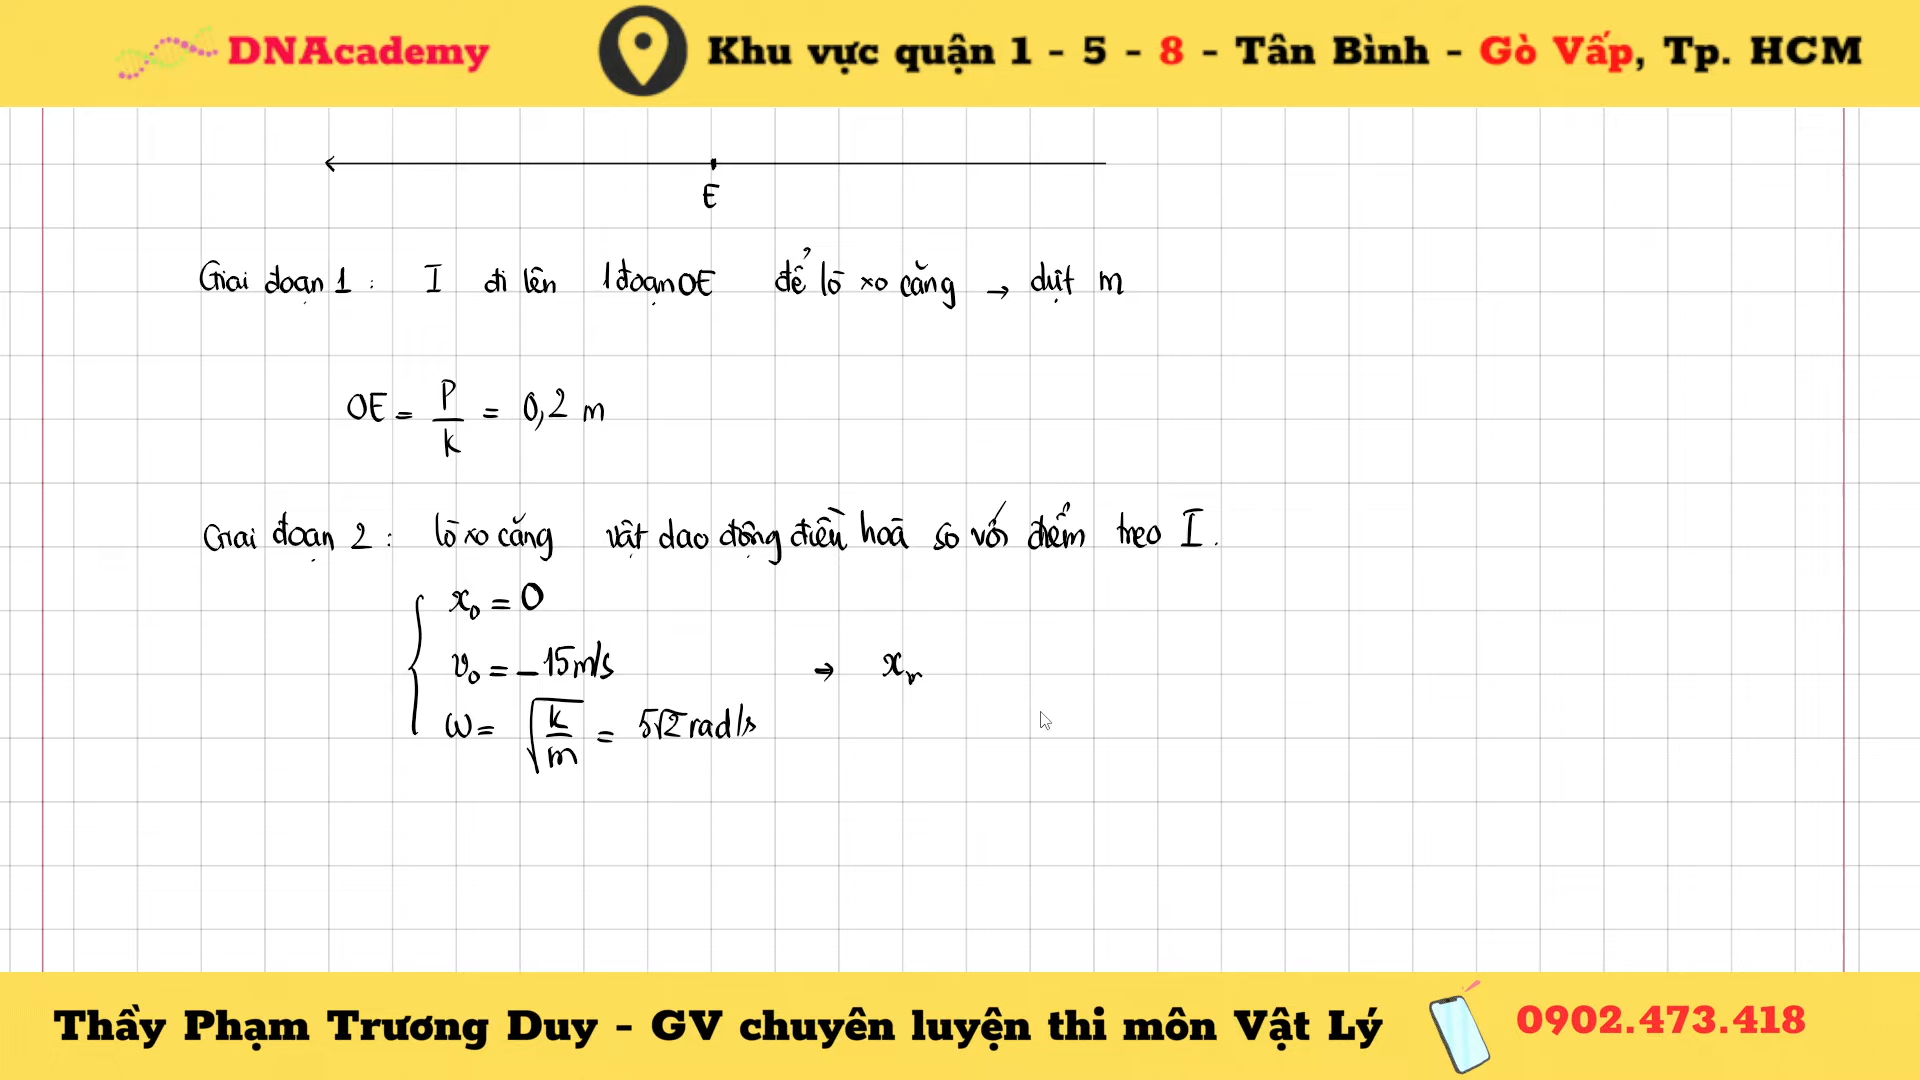 DNAcademy Khu vực quận 1 - 5 - 8 - Tân Bình - Gò Vấp, Tp. HCM
E
Giai đoạn 1 : I đi lên 1 đoạn OE để lò xo căng → dứt m
OE = P/k = 0,2 m
Giai đoạn 2 : lò xo căng vật dao động điều hoà so với điểm treo I.
x₀ = 0
v₀ = - 15 m/s → xᵣ
ω = √(k/m) = 5√2 rad/s
Thầy Phạm Trương Duy - GV chuyên luyện thi môn Vật Lý 0902.473.418